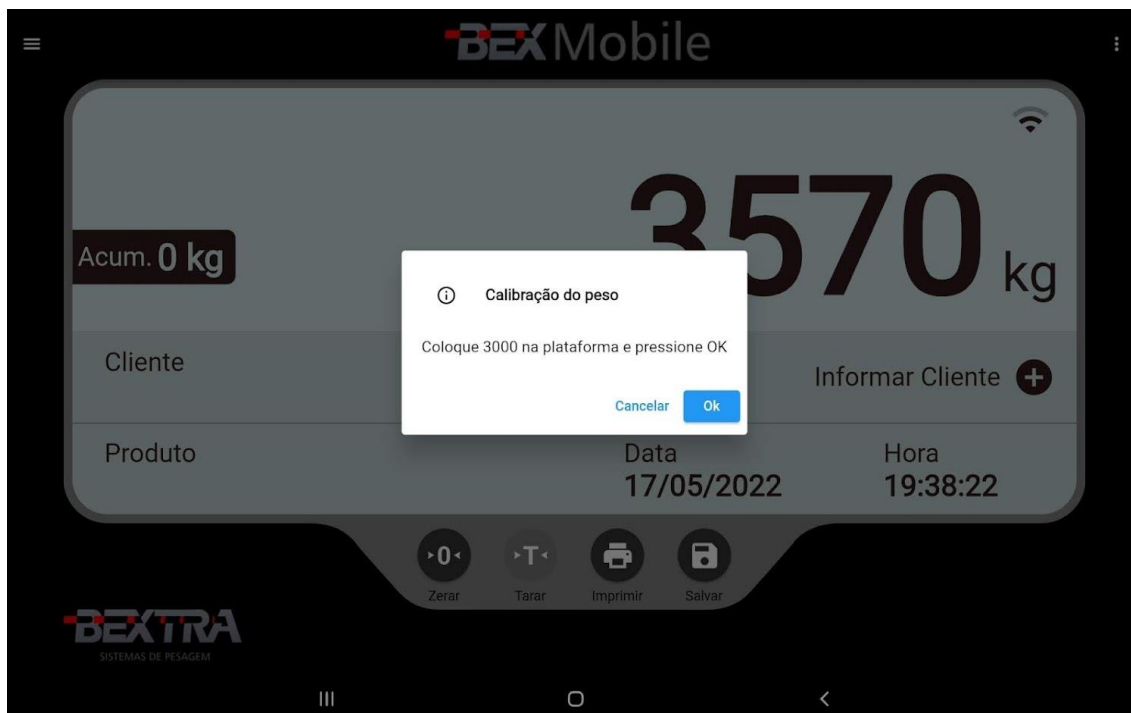 BEX Mobile
3570 kg
Acum. 0 kg
Calibração do peso
Coloque 3000 na plataforma e pressione OK
Cancelar Ok
Cliente
Informar Cliente
Produto
Data
17/05/2022
Hora
19:38:22
0 T
Zerar Tarar Imprimir Salvar
BEXTRA
SISTEMAS DE PESAGEM